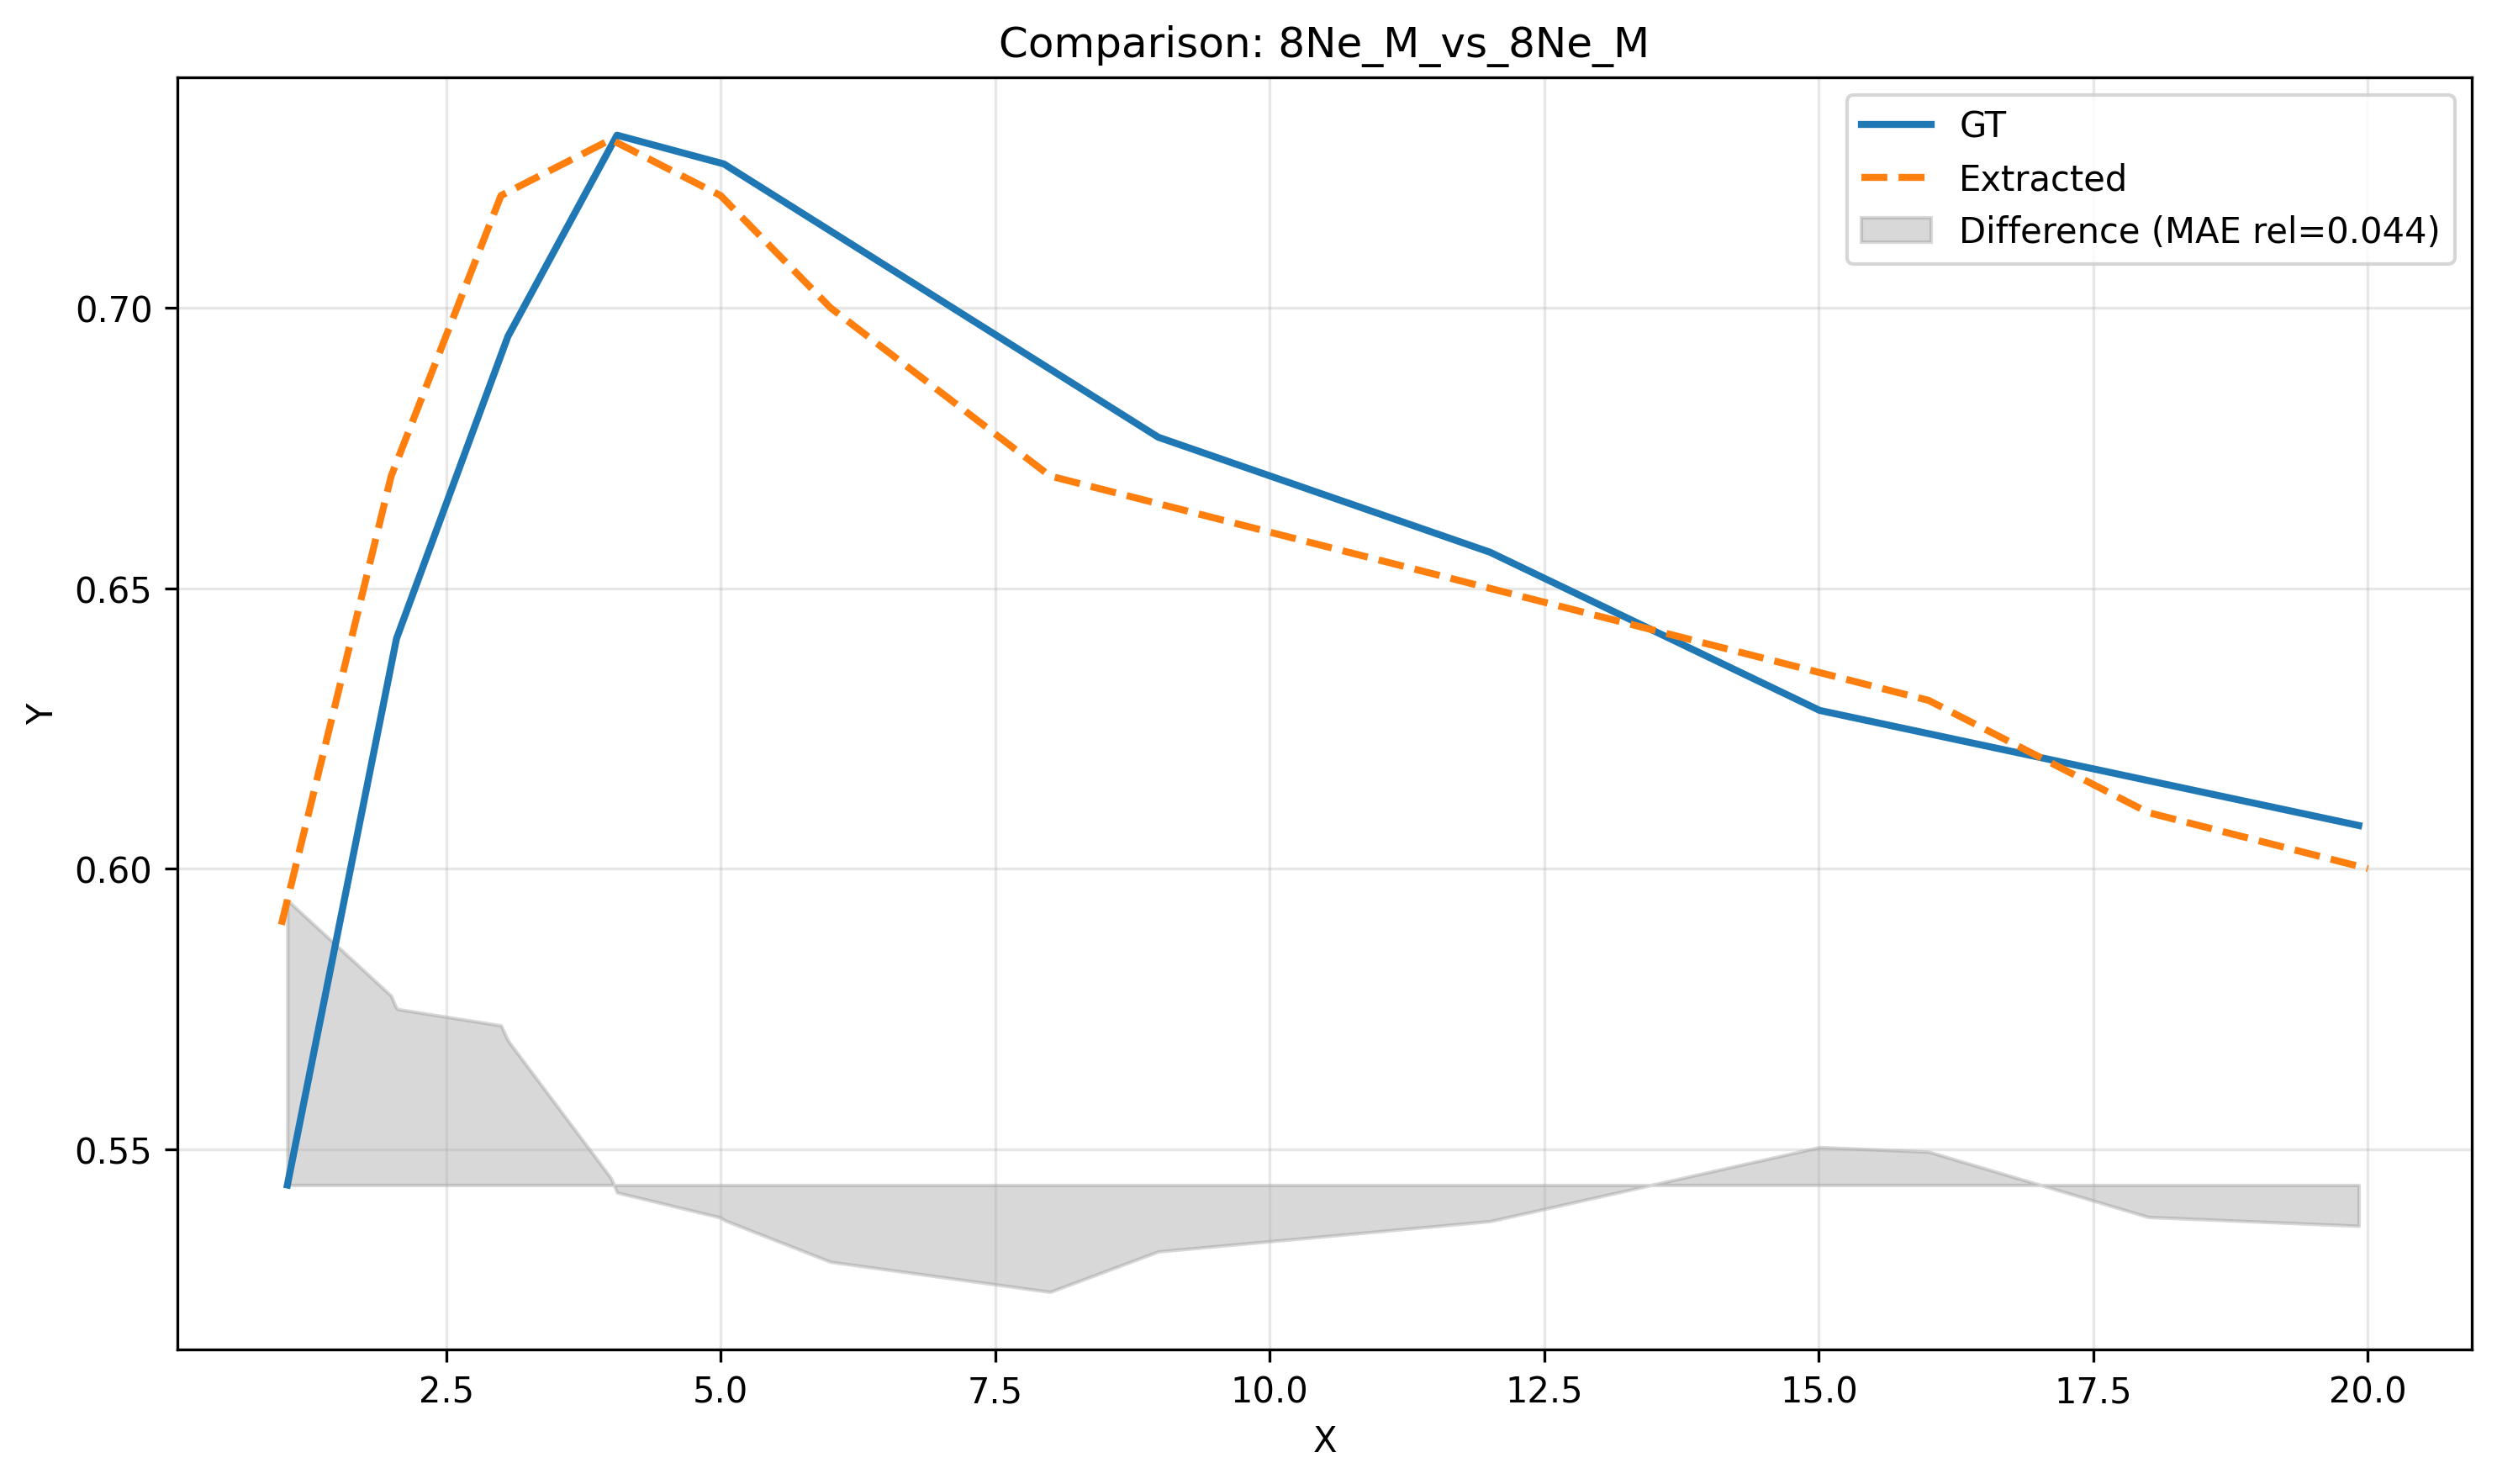 Comparison: 8Ne_M_vs_8Ne_M
GT
Extracted
Difference (MAE rel=0.044)
Y
0.70
0.65
0.60
0.55
2.5 5.0 7.5 10.0 12.5 15.0 17.5 20.0
X